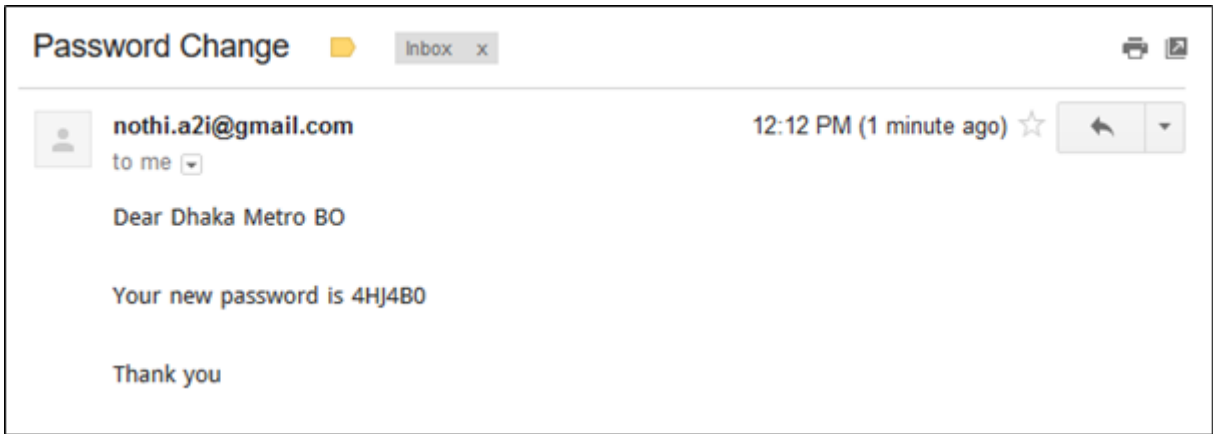 Password Change
Inbox x
nothi.a2i@gmail.com 12:12 PM (1 minute ago)
to me
Dear Dhaka Metro BO
Your new password is 4HJ4B0
Thank you